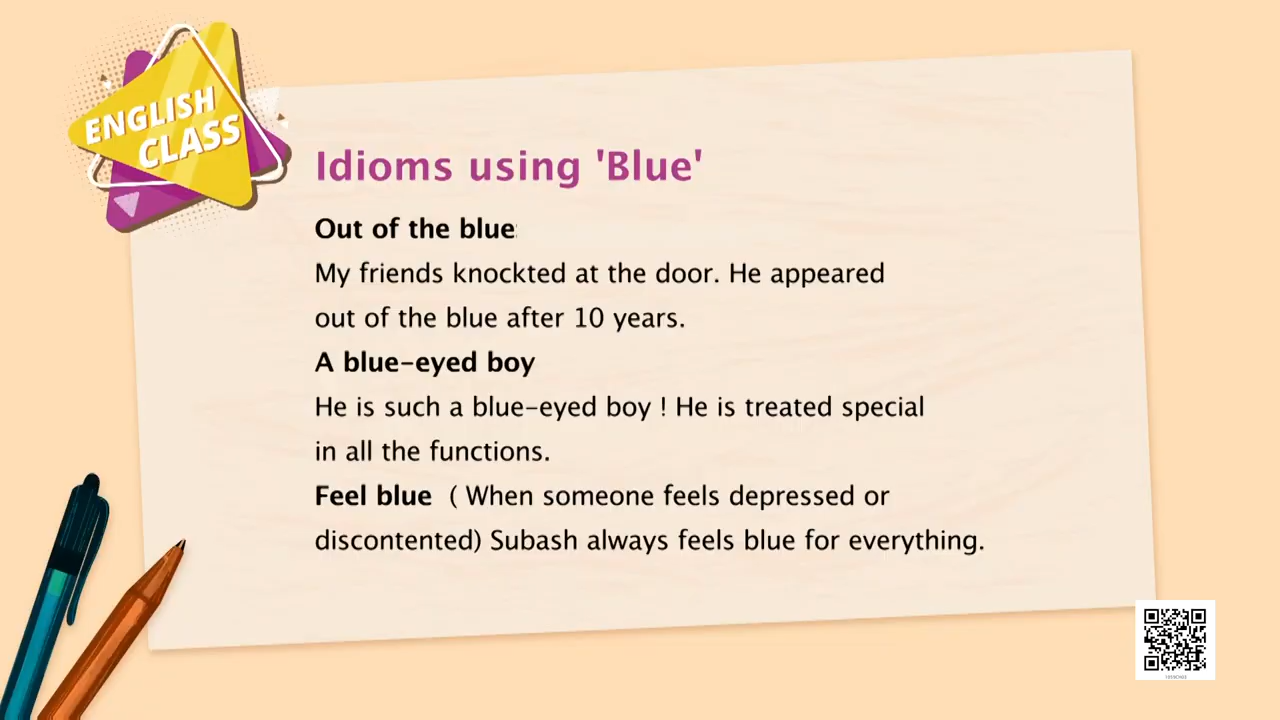 ENGLISH
CLASS
Idioms using 'Blue'
Out of the blue:
My friends knockted at the door. He appeared
out of the blue after 10 years.
A blue-eyed boy
He is such a blue-eyed boy ! He is treated special
in all the functions.
Feel blue ( When someone feels depressed or
discontented) Subash always feels blue for everything.